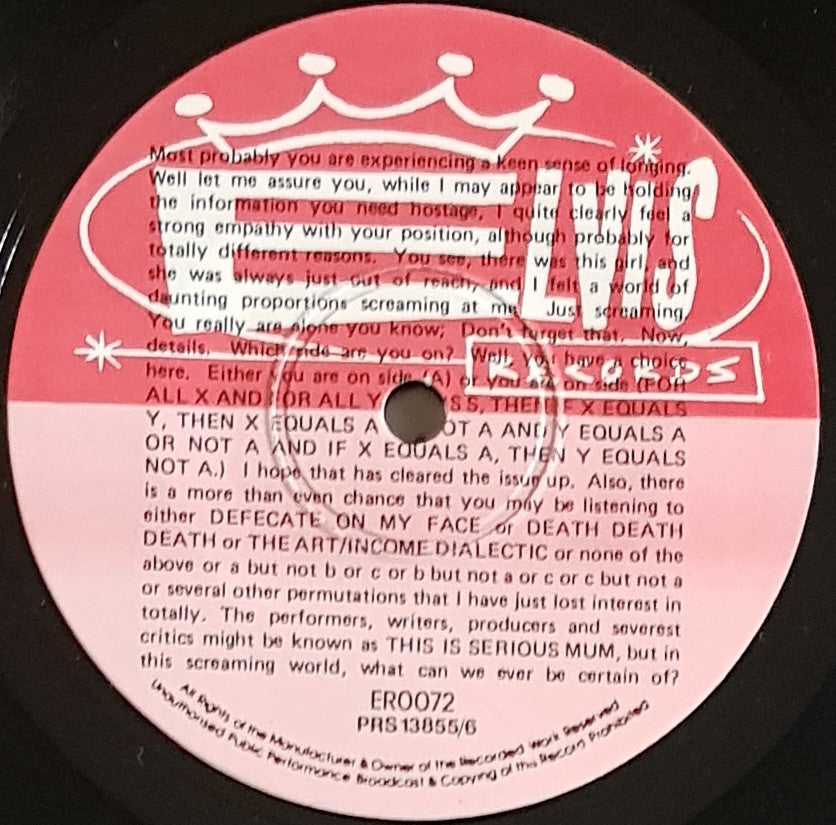 ELVIS
RECORDS
Most probably you are experiencing a keen sense of longing.
Well let me assure you, while I may appear to be holding
the information you need hostage, I quite clearly feel a
strong empathy with your position, although probably for
totally different reasons. You see, there was this girl and
she was always just out of reach, and I felt a world of
daunting proportions screaming at me. Just screaming.
You really are alone you know; Don't forget that. Now,
details. Which side are you on? Well, you have a choice
here. Either you are on side (A) or you are on side (FOR
ALL X AND FOR ALL Y SS, THEN IF X EQUALS
Y, THEN X EQUALS A OT A AND Y EQUALS A
OR NOT A AND IF X EQUALS A, THEN Y EQUALS
NOT A.) I hope that has cleared the issue up. Also, there
is a more than even chance that you may be listening to
either DEFECATE ON MY FACE or DEATH DEATH
DEATH or THE ART/INCOME DIALECTIC or none of the
above or a but not b or c or b but not a or c or c but not a
or several other permutations that I have just lost interest in
totally. The performers, writers, producers and severest
critics might be known as THIS IS SERIOUS MUM, but in
this screaming world, what can we ever be certain of?
ER0072
PRS 13855/6
All Rights of the Manufacturer & Owner of the Recorded Work Reserved
Unauthorised Public Performance Broadcast & Copying of this Record Prohibited